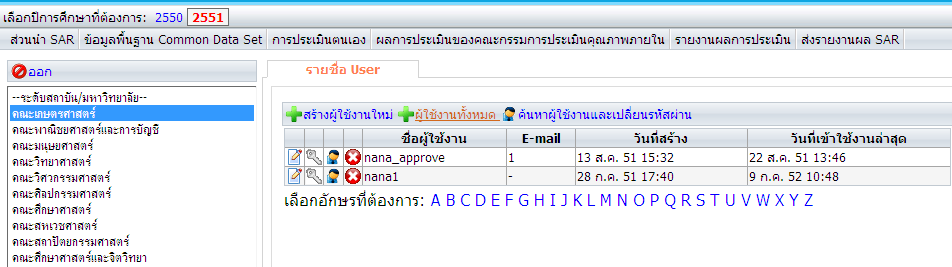 เลือกปีการศึกษาที่ต้องการ: 2550 2551
ส่วนนำ SAR ข้อมูลพื้นฐาน Common Data Set การประเมินตนเอง ผลการประเมินของคณะกรรมการประเมินคุณภาพภายใน รายงานผลการประเมิน ส่งรายงานผล SAR
ออก
--ระดับสถาบัน/มหาวิทยาลัย--
คณะเกษตรศาสตร์
คณะพาณิชยศาสตร์และการบัญชี
คณะมนุษยศาสตร์
คณะวิทยาศาสตร์
คณะวิศวกรรมศาสตร์
คณะศิลปกรรมศาสตร์
คณะศึกษาศาสตร์
คณะสหเวชศาสตร์
คณะสถาปัตยกรรมศาสตร์
คณะศึกษาศาสตร์และจิตวิทยา
รายชื่อ User
สร้างผู้ใช้งานใหม่ ผู้ใช้งานทั้งหมด ค้นหาผู้ใช้งานและเปลี่ยนรหัสผ่าน
ชื่อผู้ใช้งาน E-mail วันที่สร้าง วันที่เข้าใช้งานล่าสุด
nana_approve 1 13 ส.ค. 51 15:32 22 ส.ค. 51 13:46
nana1 - 28 ก.ค. 51 17:40 9 ก.ค. 52 10:48
เลือกอักษรที่ต้องการ: A B C D E F G H I J K L M N O P Q R S T U V W X Y Z